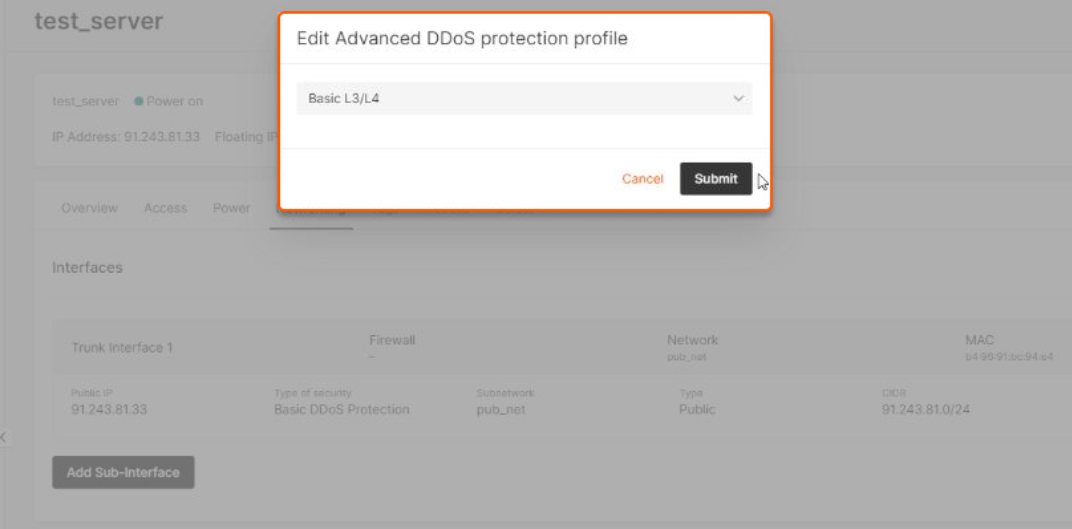 test_server
Edit Advanced DDoS protection profile
Basic L3/L4
test_server Power on
IP Address: 91.243.81.33 Floating IP
Cancel Submit
Overview Access Power
Interfaces
Trunk Interface 1 Firewall Network MAC
– pub_net b4:96:91:bc:94:e4
Public IP Type of security Subnetwork Type CIDR
91.243.81.33 Basic DDoS Protection pub_net Public 91.243.81.0/24
Add Sub-Interface